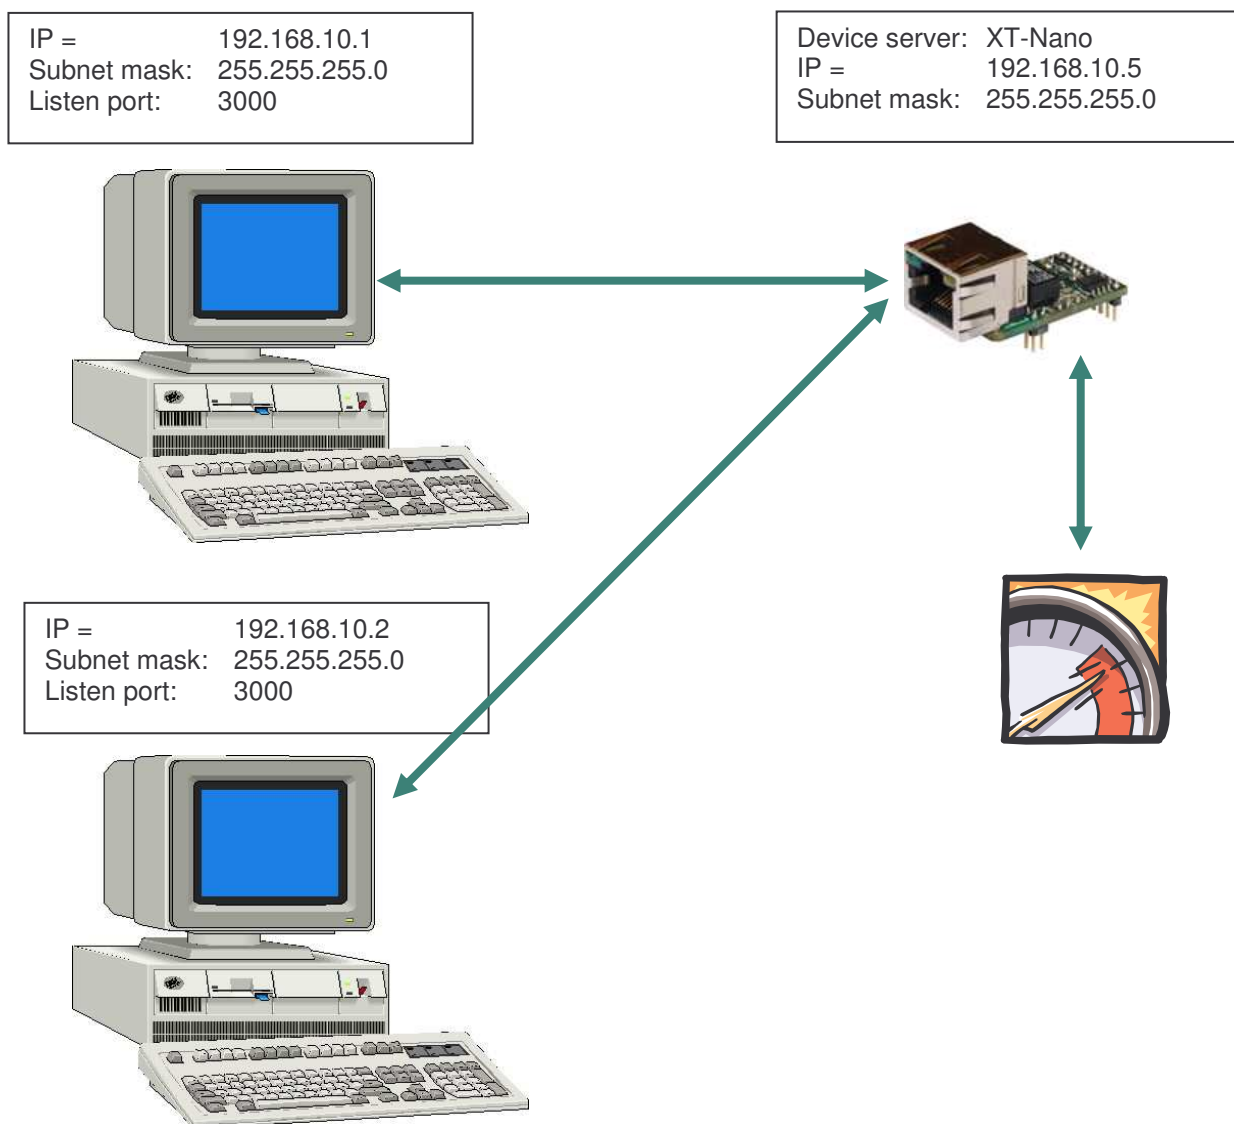 IP = 192.168.10.1
Subnet mask: 255.255.255.0
Listen port: 3000
Device server: XT-Nano
IP = 192.168.10.5
Subnet mask: 255.255.255.0
IP = 192.168.10.2
Subnet mask: 255.255.255.0
Listen port: 3000